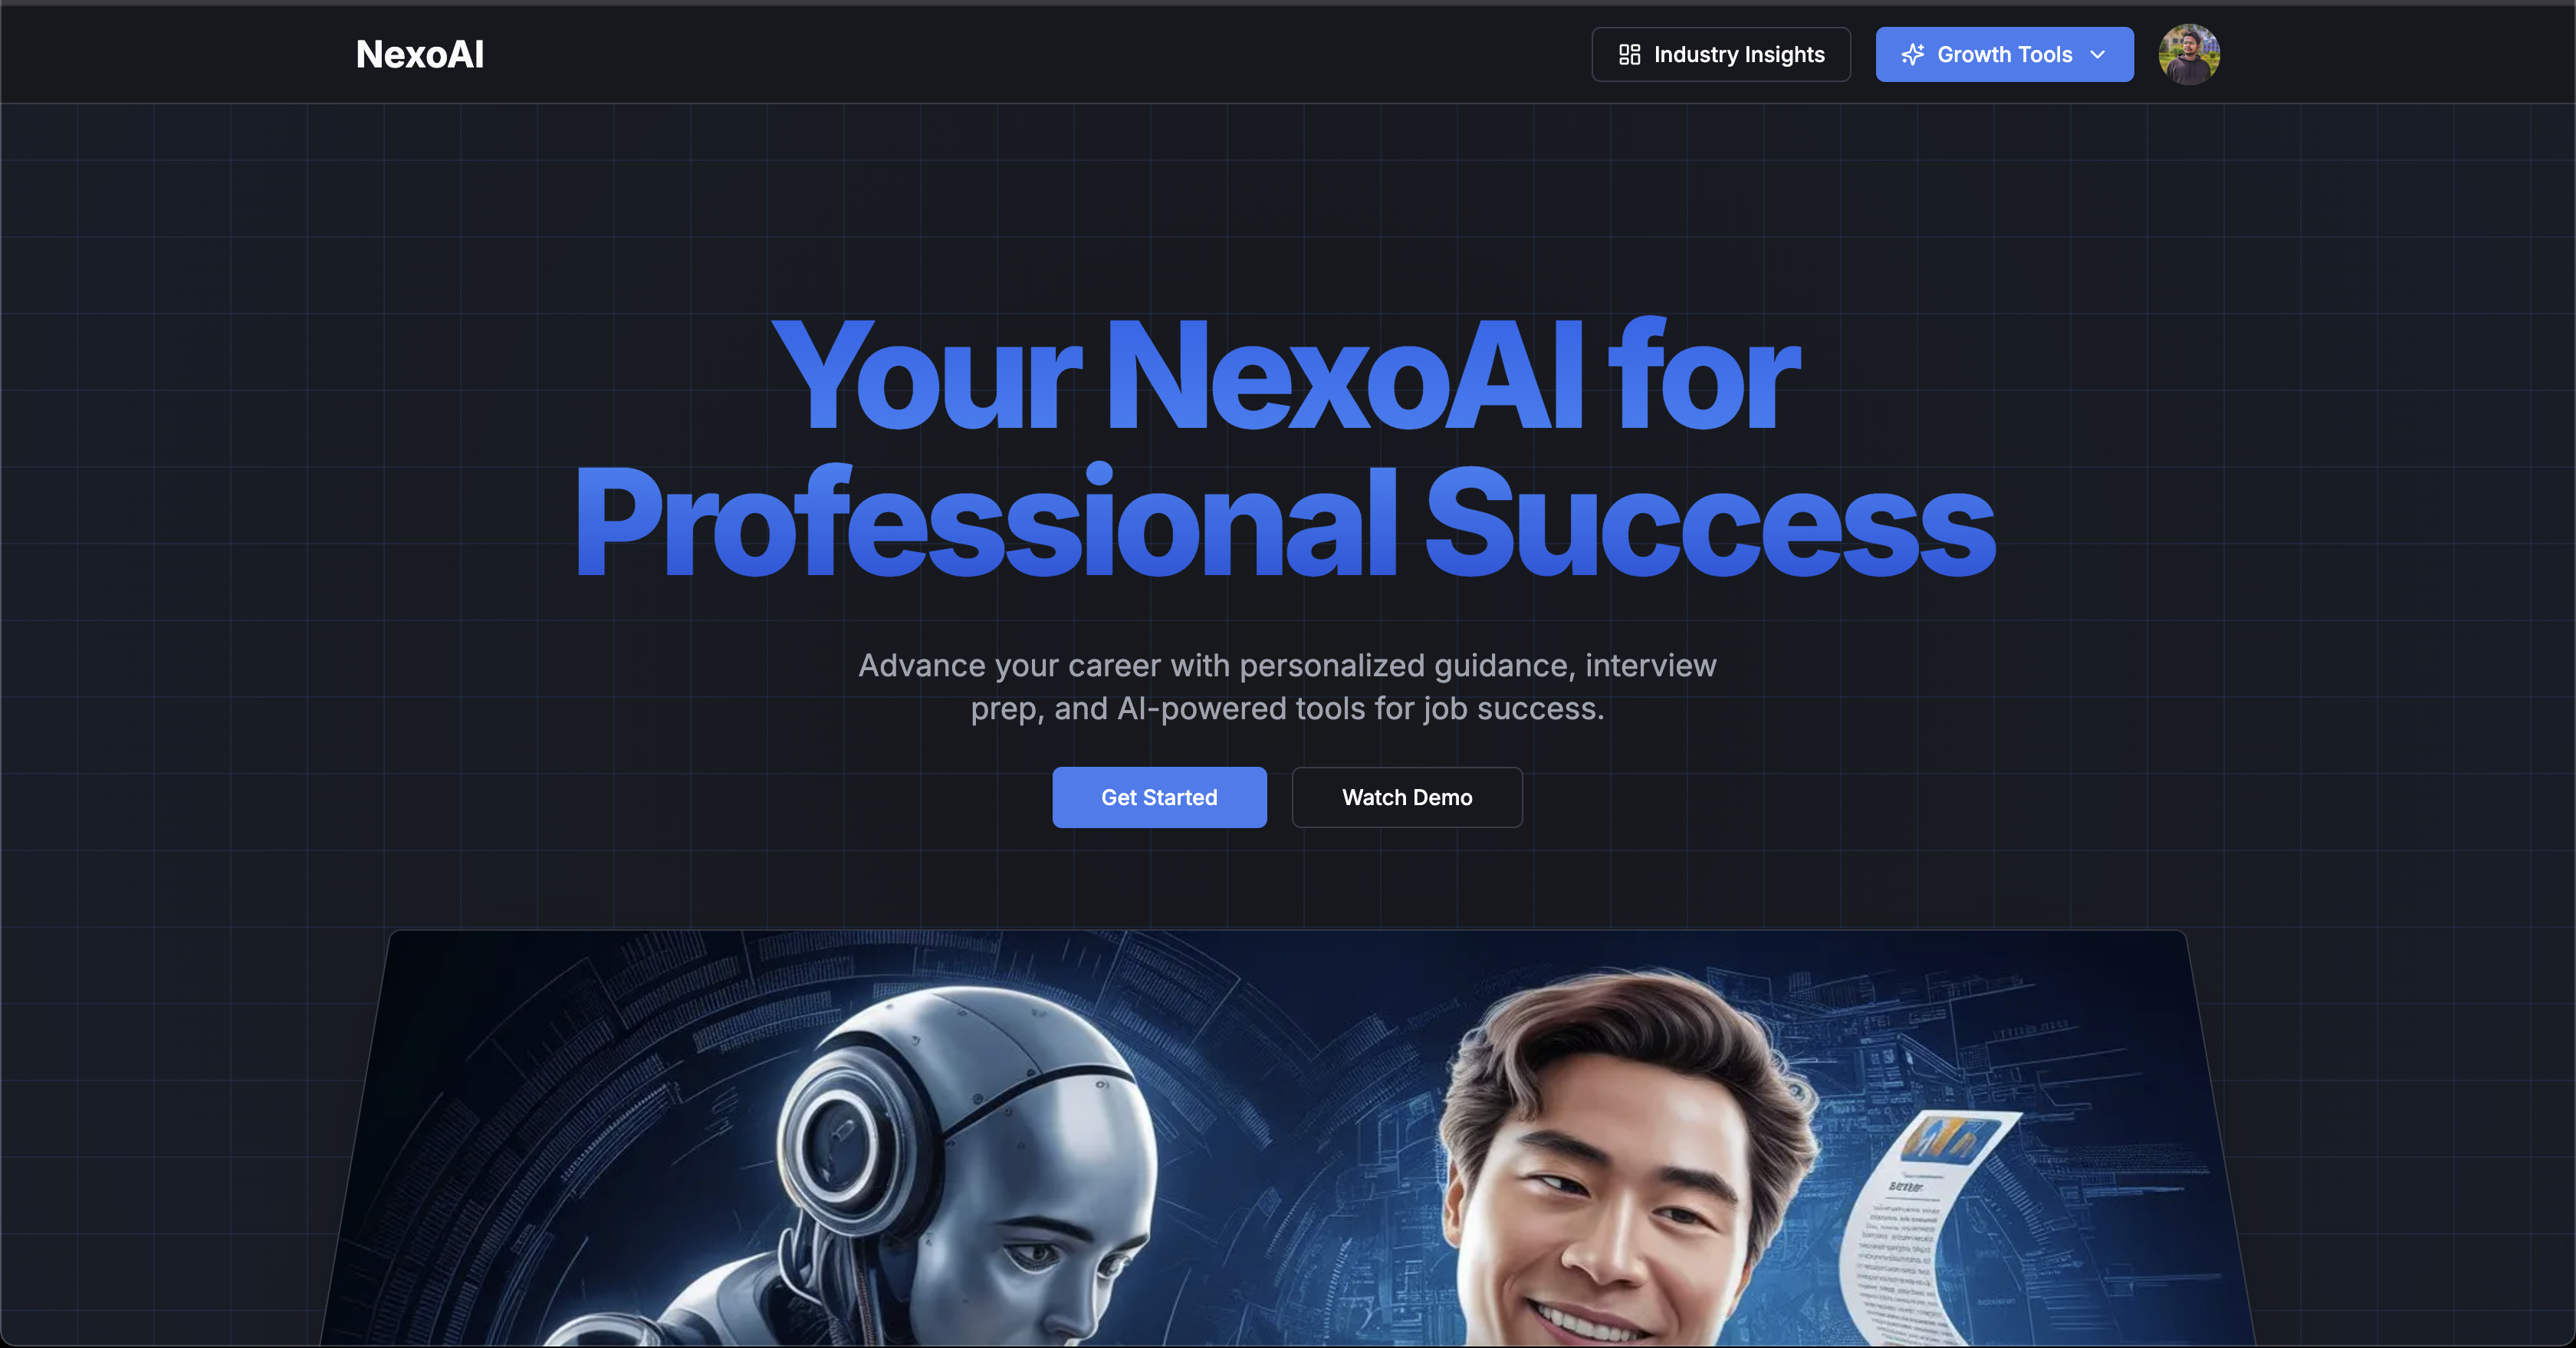 NexoAI
Industry Insights
Growth Tools
Your NexoAI for
Professional Success
Advance your career with personalized guidance, interview
prep, and AI-powered tools for job success.
Get Started
Watch Demo